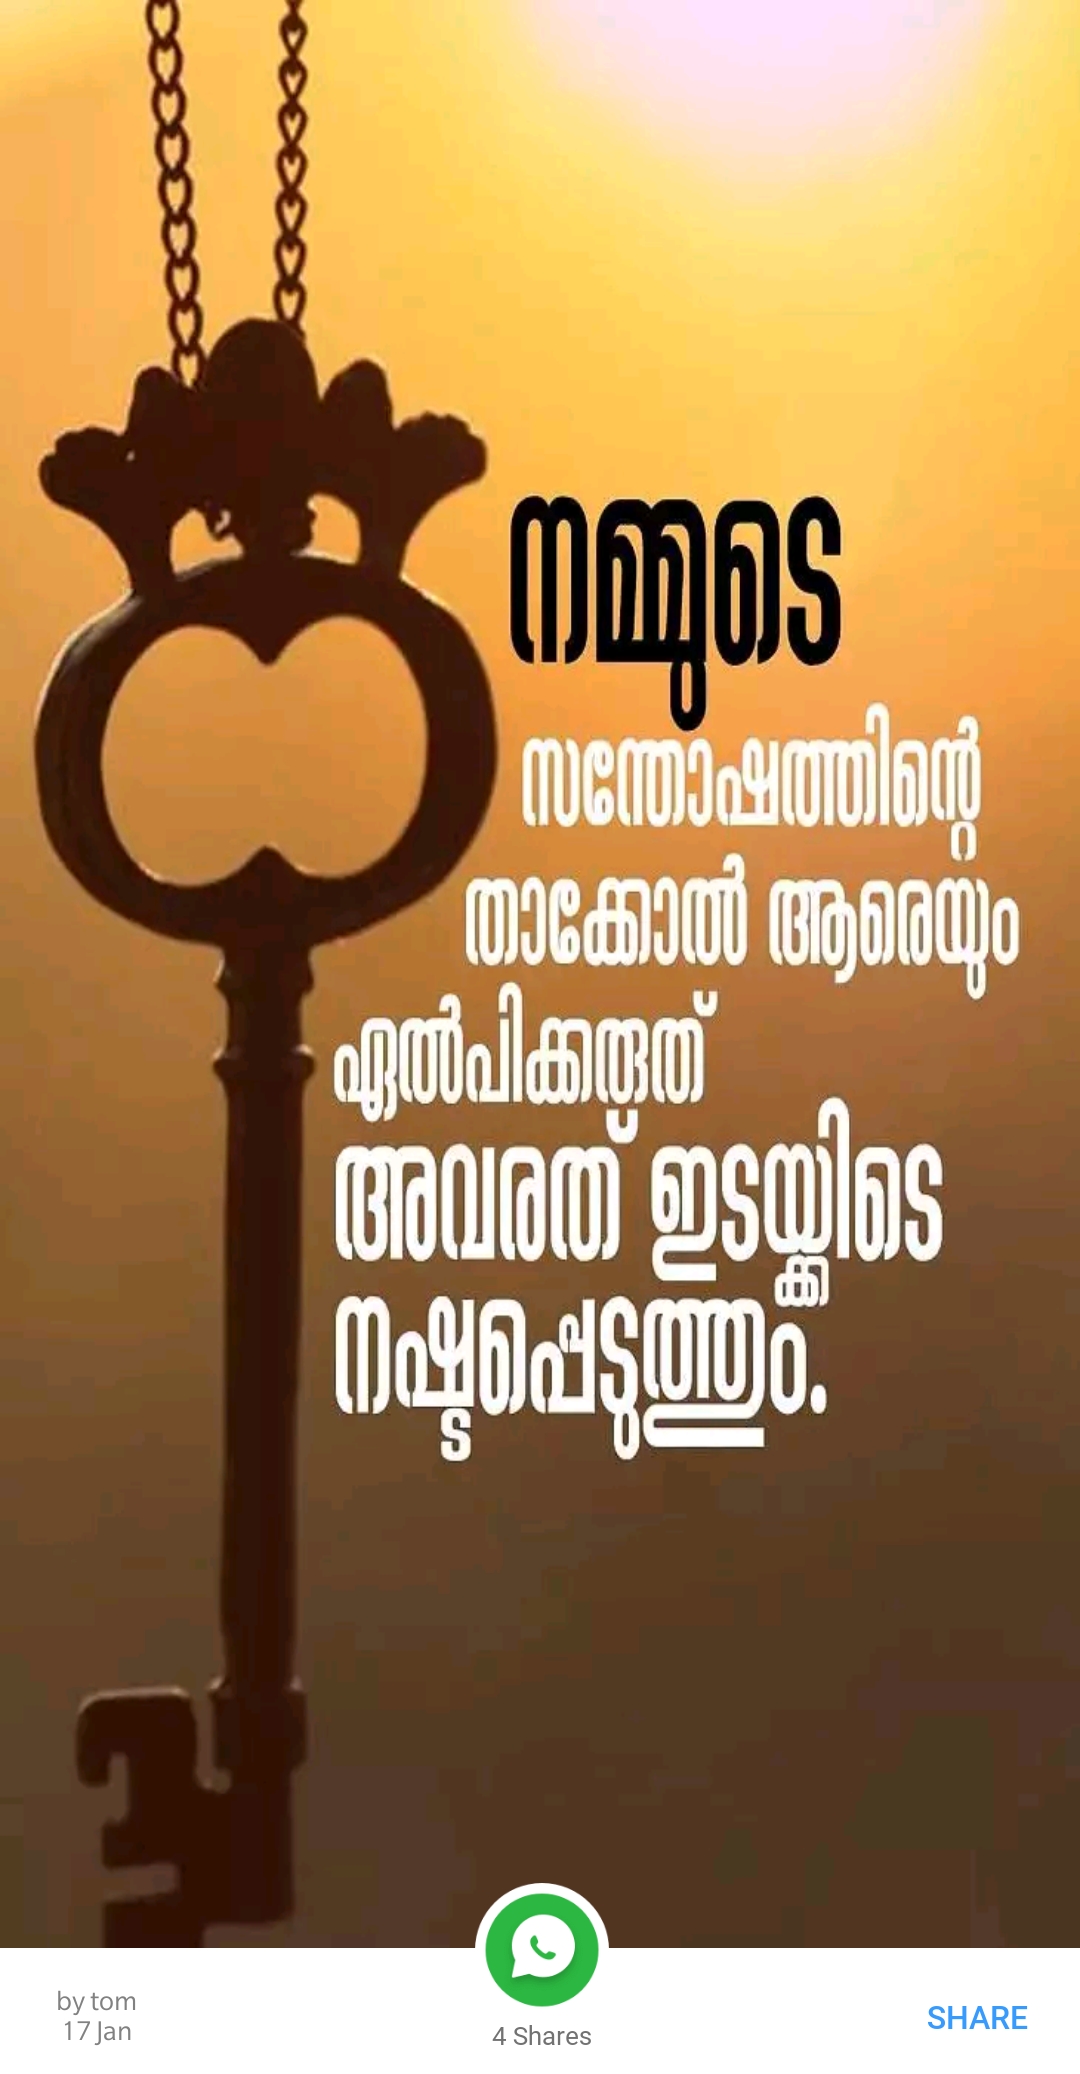 നമ്മുടെ
സന്തോഷത്തിന്റെ
താക്കോൽ ആരെയും
ഏൽപിക്കരുത്
അവരത് ഇടയ്ക്കിടെ
നഷ്ടപ്പെടുത്തും.
by tom
17 Jan
4 Shares
SHARE